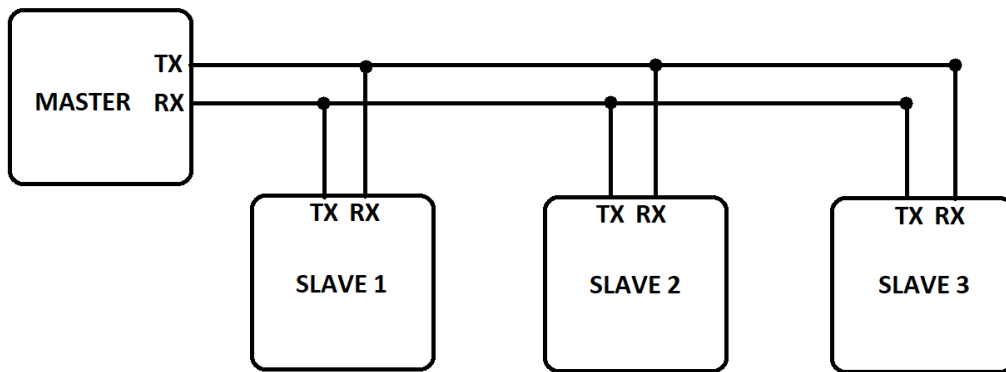 TX
MASTER RX
TX RX
SLAVE 1
TX RX
SLAVE 2
TX RX
SLAVE 3